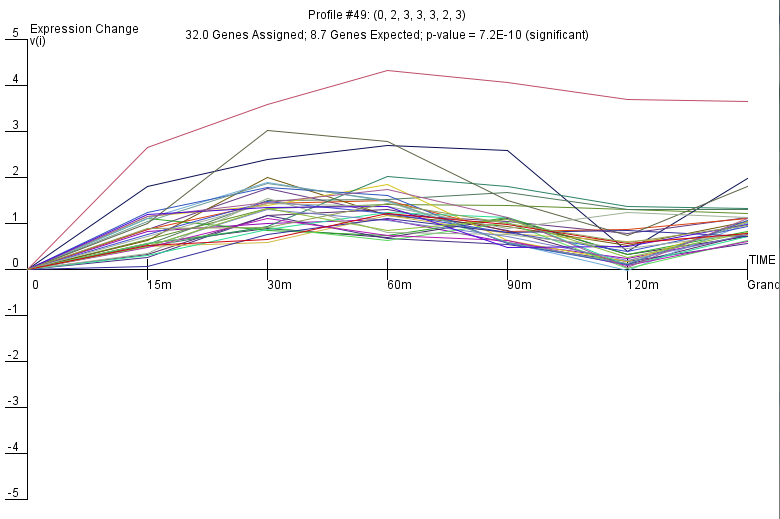 Profile #49: (0, 2, 3, 3, 3, 2, 3)
Expression Change
v(i)
32.0 Genes Assigned; 8.7 Genes Expected; p-value = 7.2E-10 (significant)
5
4
3
2
1
0
TIME
0 15m 30m 60m 90m 120m Grand
-1
-2
-3
-4
-5